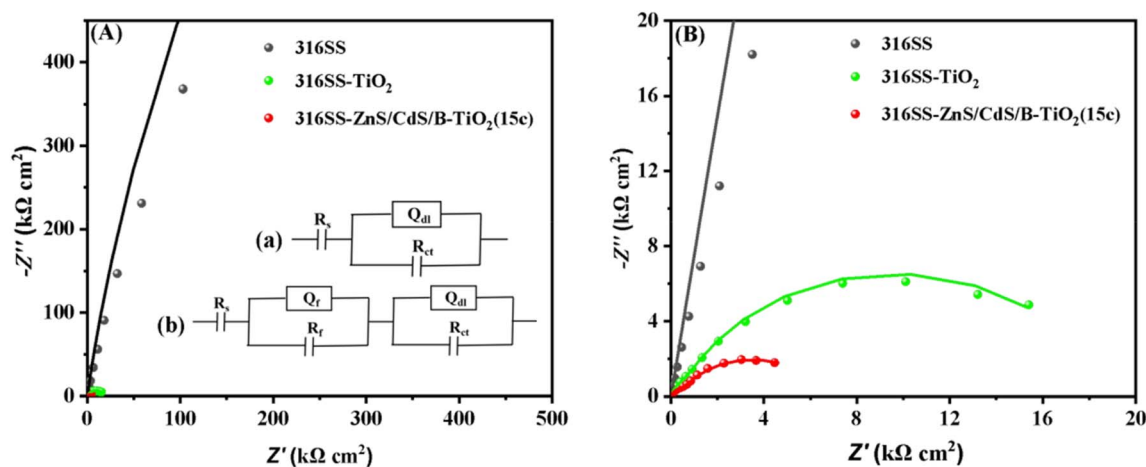 (A)
316SS
316SS-TiO₂
316SS-ZnS/CdS/B-TiO₂(15c)
-Z'' (kΩ cm²)
400
300
200
100
0
(a)
Rs
Qdl
Rct
(b)
Rs
Qf
Rf
Qdl
Rct
0 100 200 300 400 500
Z' (kΩ cm²)
(B)
316SS
316SS-TiO₂
316SS-ZnS/CdS/B-TiO₂(15c)
-Z'' (kΩ cm²)
20
16
12
8
4
0
0 4 8 12 16 20
Z' (kΩ cm²)